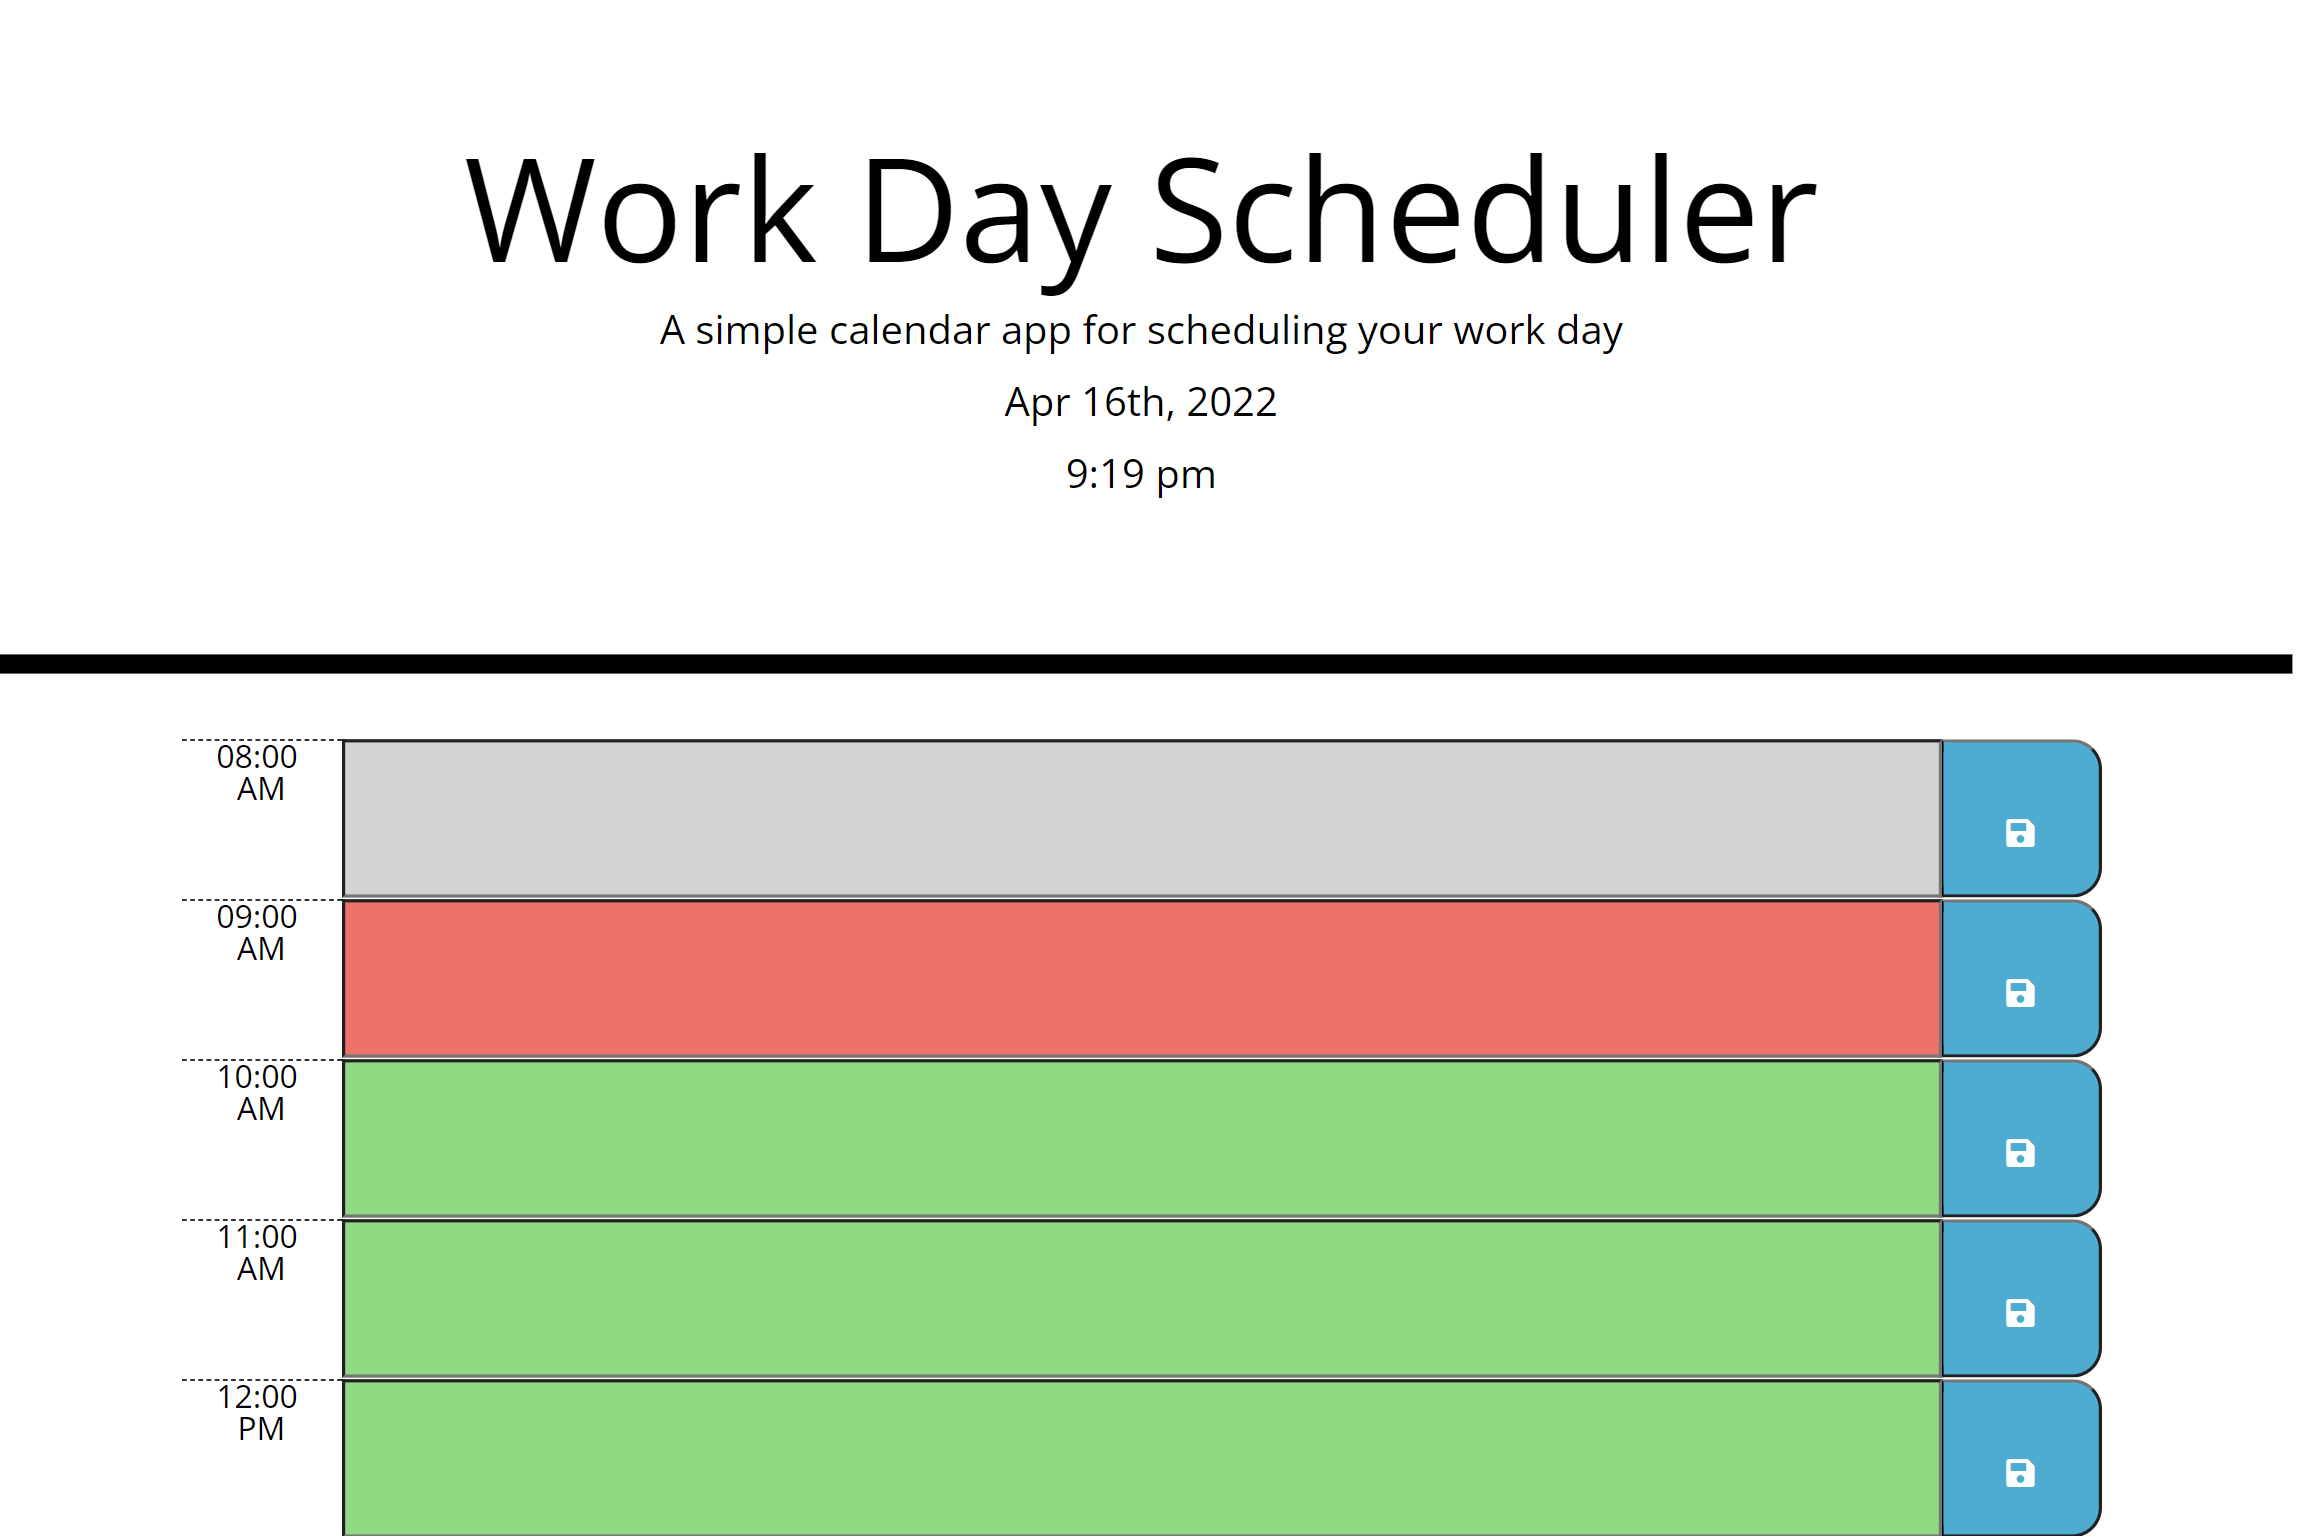 Work Day Scheduler
A simple calendar app for scheduling your work day
Apr 16th, 2022
9:19 pm
08:00
AM
09:00
AM
10:00
AM
11:00
AM
12:00
PM